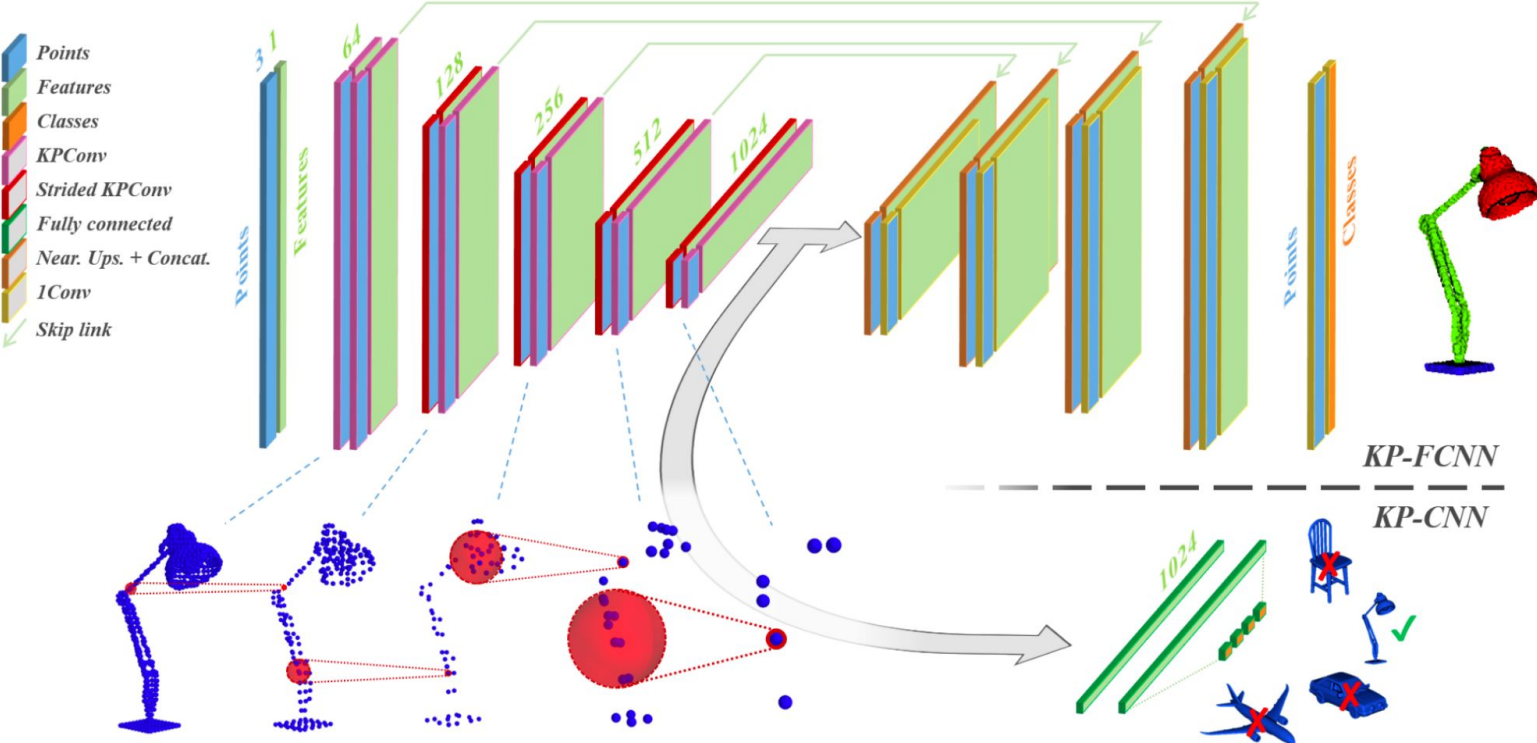 Points
Features
Classes
KPConv
Strided KPConv
Fully connected
Near. Ups. + Concat.
1Conv
Skip link
3
1
64
128
256
512
1024
Points
Features
Points
Classes
KP-FCNN
KP-CNN
1024